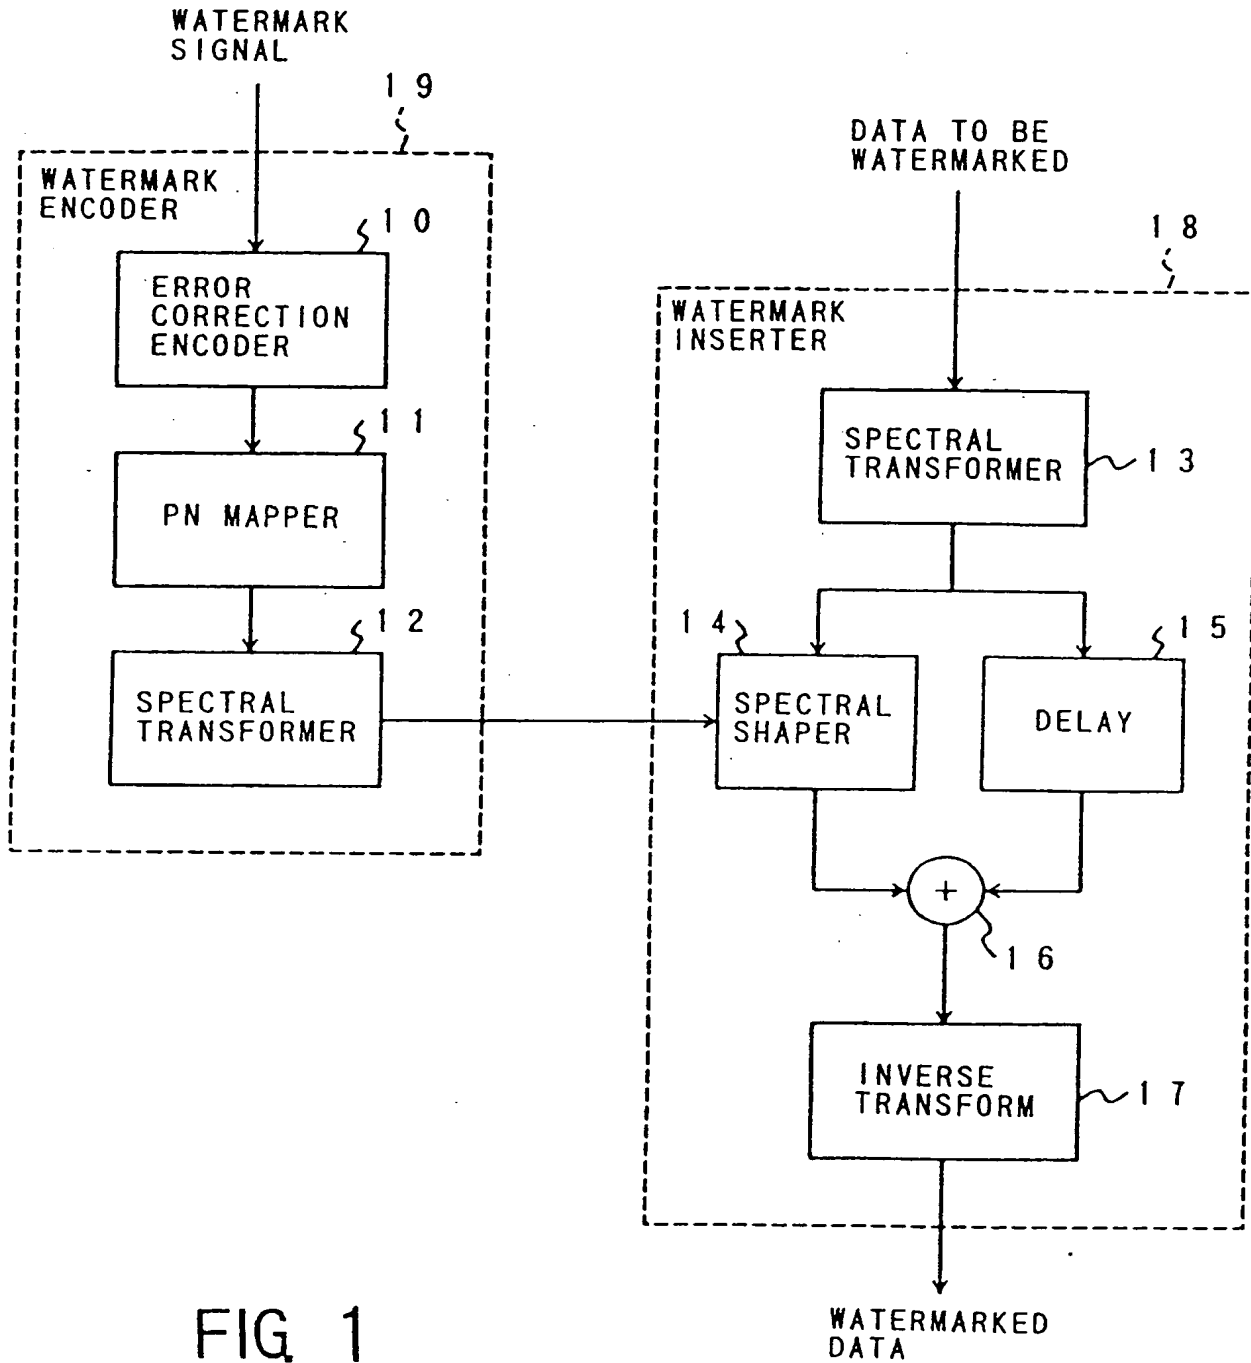 WATERMARK
SIGNAL
19
WATERMARK
ENCODER
10
ERROR
CORRECTION
ENCODER
11
PN MAPPER
12
SPECTRAL
TRANSFORMER
DATA TO BE
WATERMARKED
18
WATERMARK
INSERTER
SPECTRAL
TRANSFORMER
13
14
SPECTRAL
SHAPER
15
DELAY
+
16
INVERSE
TRANSFORM
17
WATERMARKED
DATA
FIG. 1